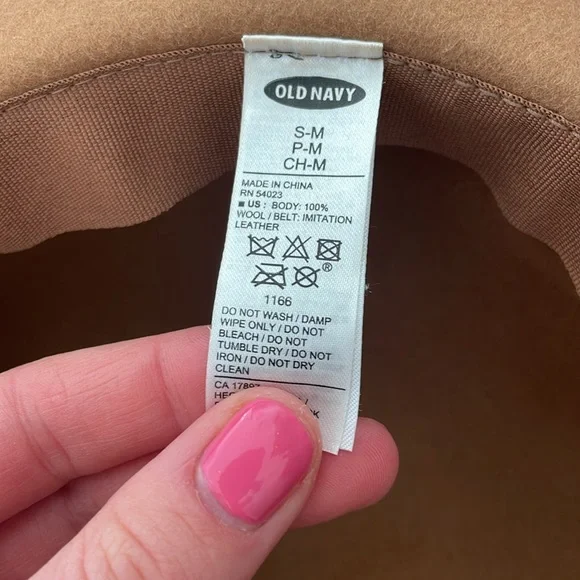 OLD NAVY
S-M
P-M
CH-M
MADE IN CHINA
RN 54023
■ US : BODY: 100%
WOOL / BELT: IMITATION
LEATHER
®
1166
DO NOT WASH / DAMP
WIPE ONLY / DO NOT
BLEACH / DO NOT
TUMBLE DRY / DO NOT
IRON / DO NOT DRY
CLEAN